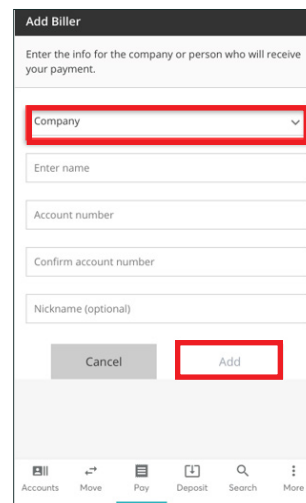 Add Biller
Enter the info for the company or person who will receive
your payment.
Company
Enter name
Account number
Confirm account number
Nickname (optional)
Cancel Add
Accounts Move Pay Deposit Search More